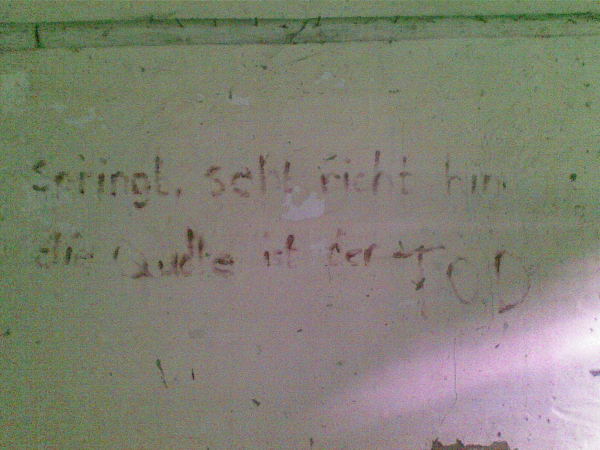 Springt, seht nicht hin
die Quelle ist der TOD